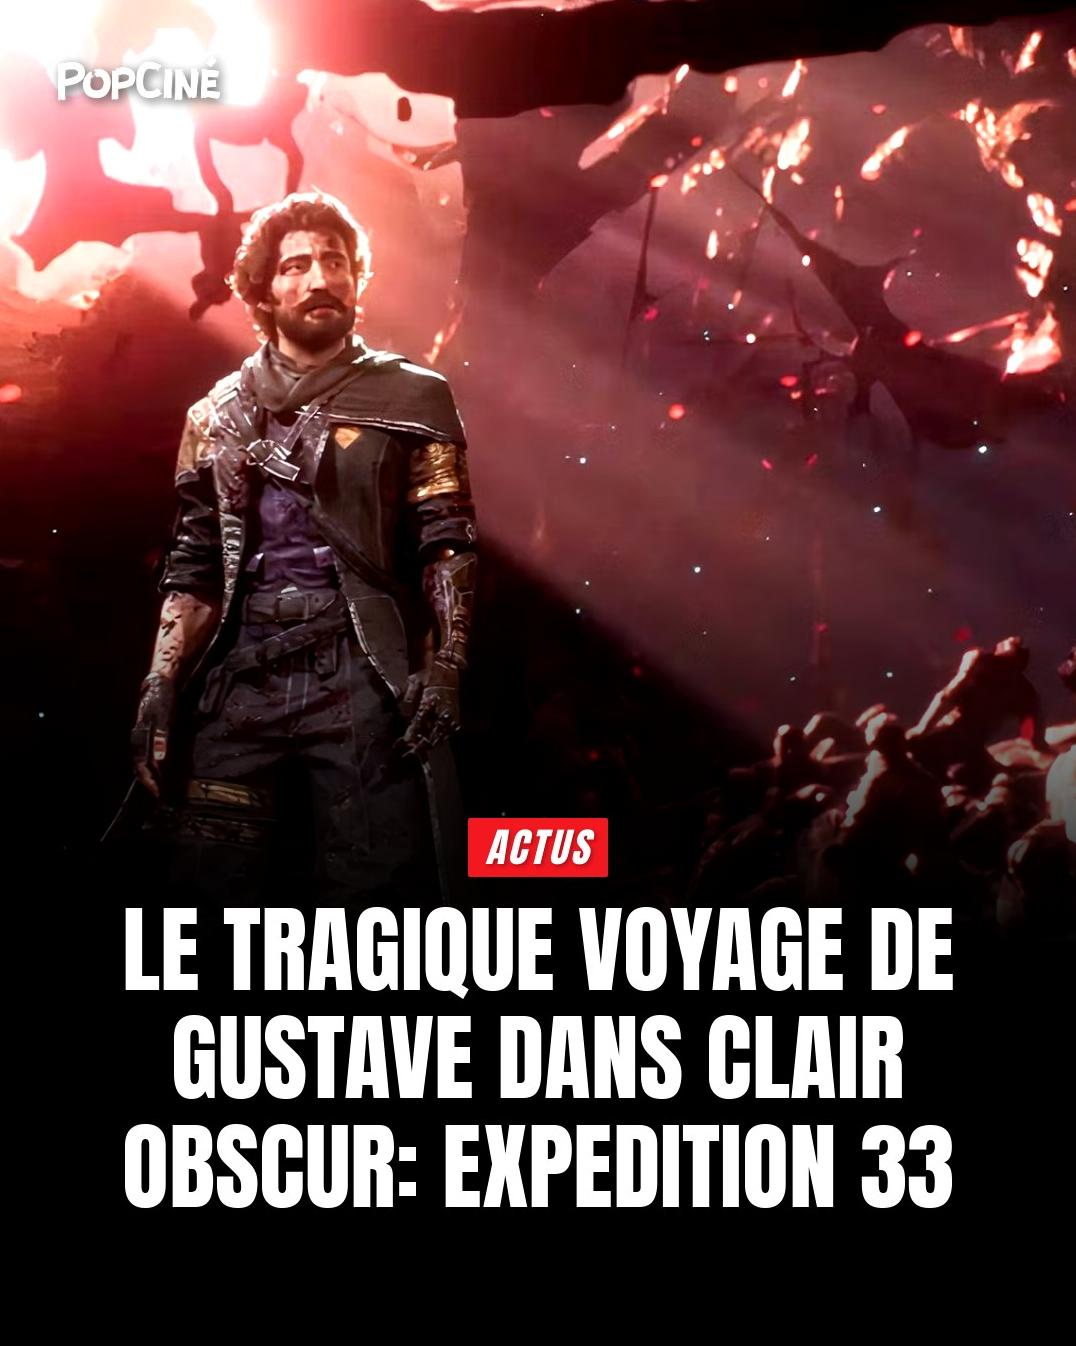 POPCINÉ
ACTUS
LE TRAGIQUE VOYAGE DE
GUSTAVE DANS CLAIR
OBSCUR: EXPEDITION 33